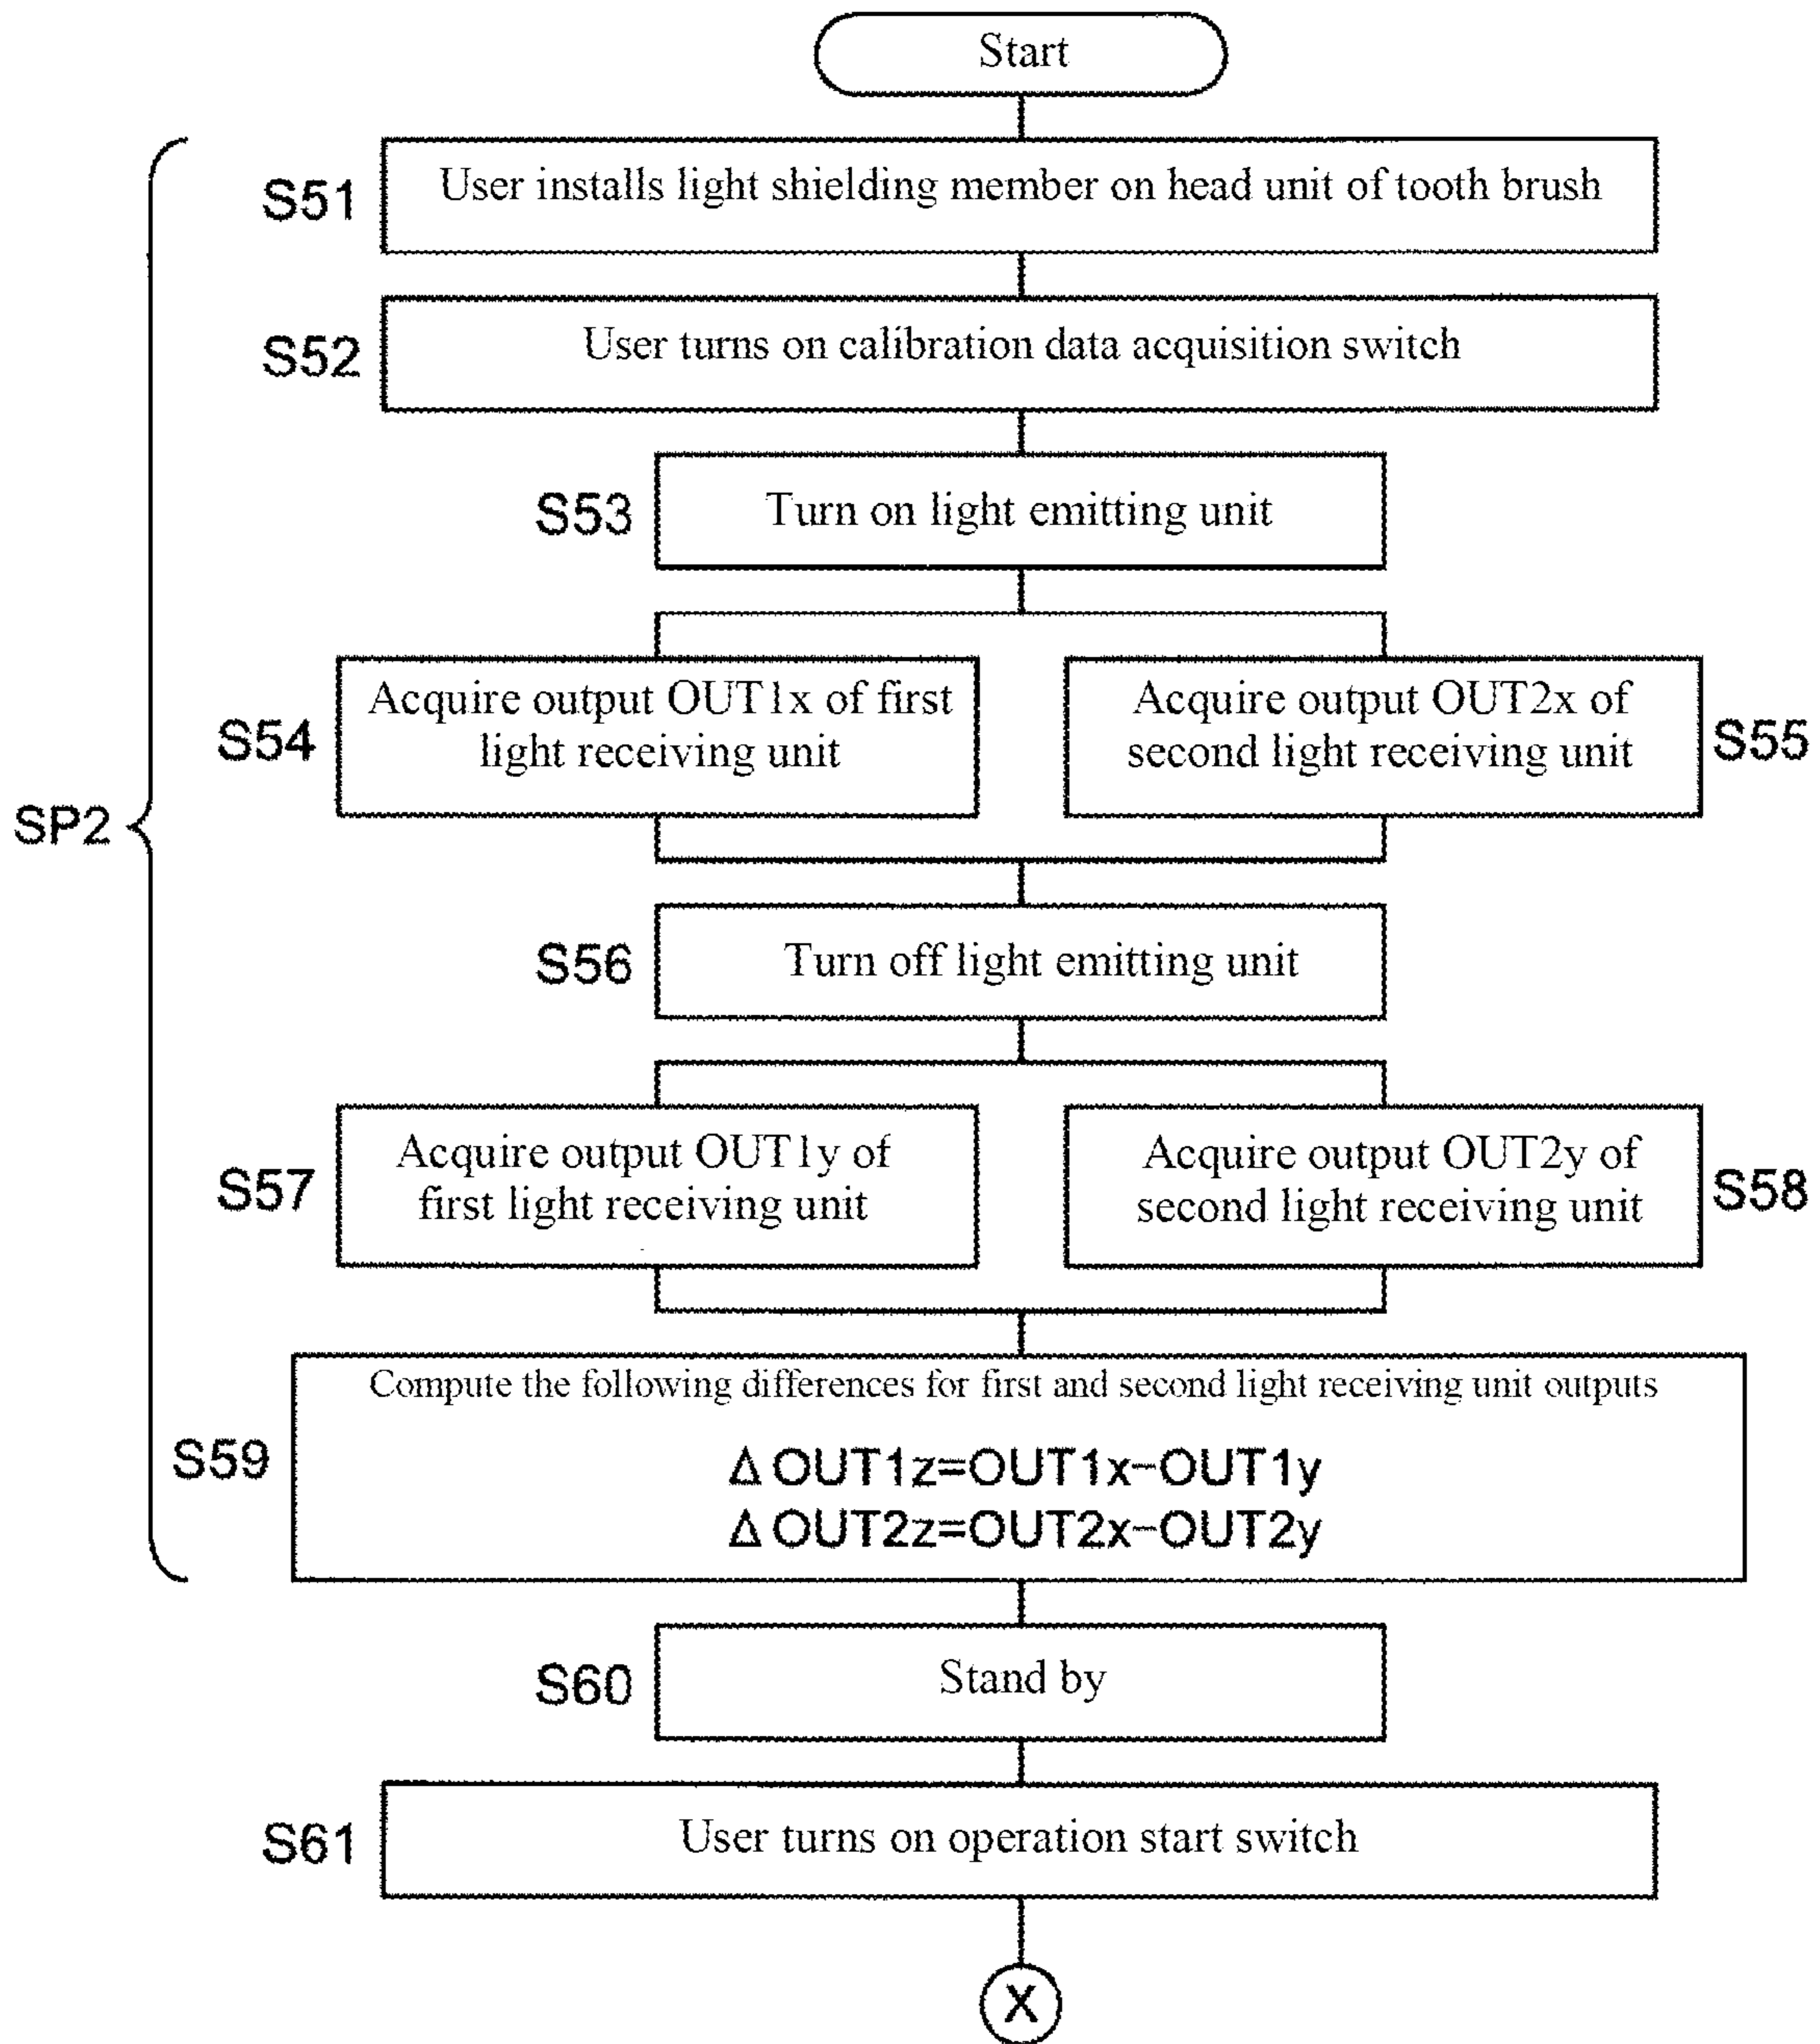 Start
S51
User installs light shielding member on head unit of tooth brush
S52
User turns on calibration data acquisition switch
S53
Turn on light emitting unit
S54
Acquire output OUT1x of first
light receiving unit
Acquire output OUT2x of
second light receiving unit
S55
SP2
S56
Turn off light emitting unit
S57
Acquire output OUT1y of
first light receiving unit
Acquire output OUT2y of
second light receiving unit
S58
S59
Compute the following differences for first and second light receiving unit outputs
Δ OUT1z=OUT1x-OUT1y
Δ OUT2z=OUT2x-OUT2y
S60
Stand by
S61
User turns on operation start switch
X